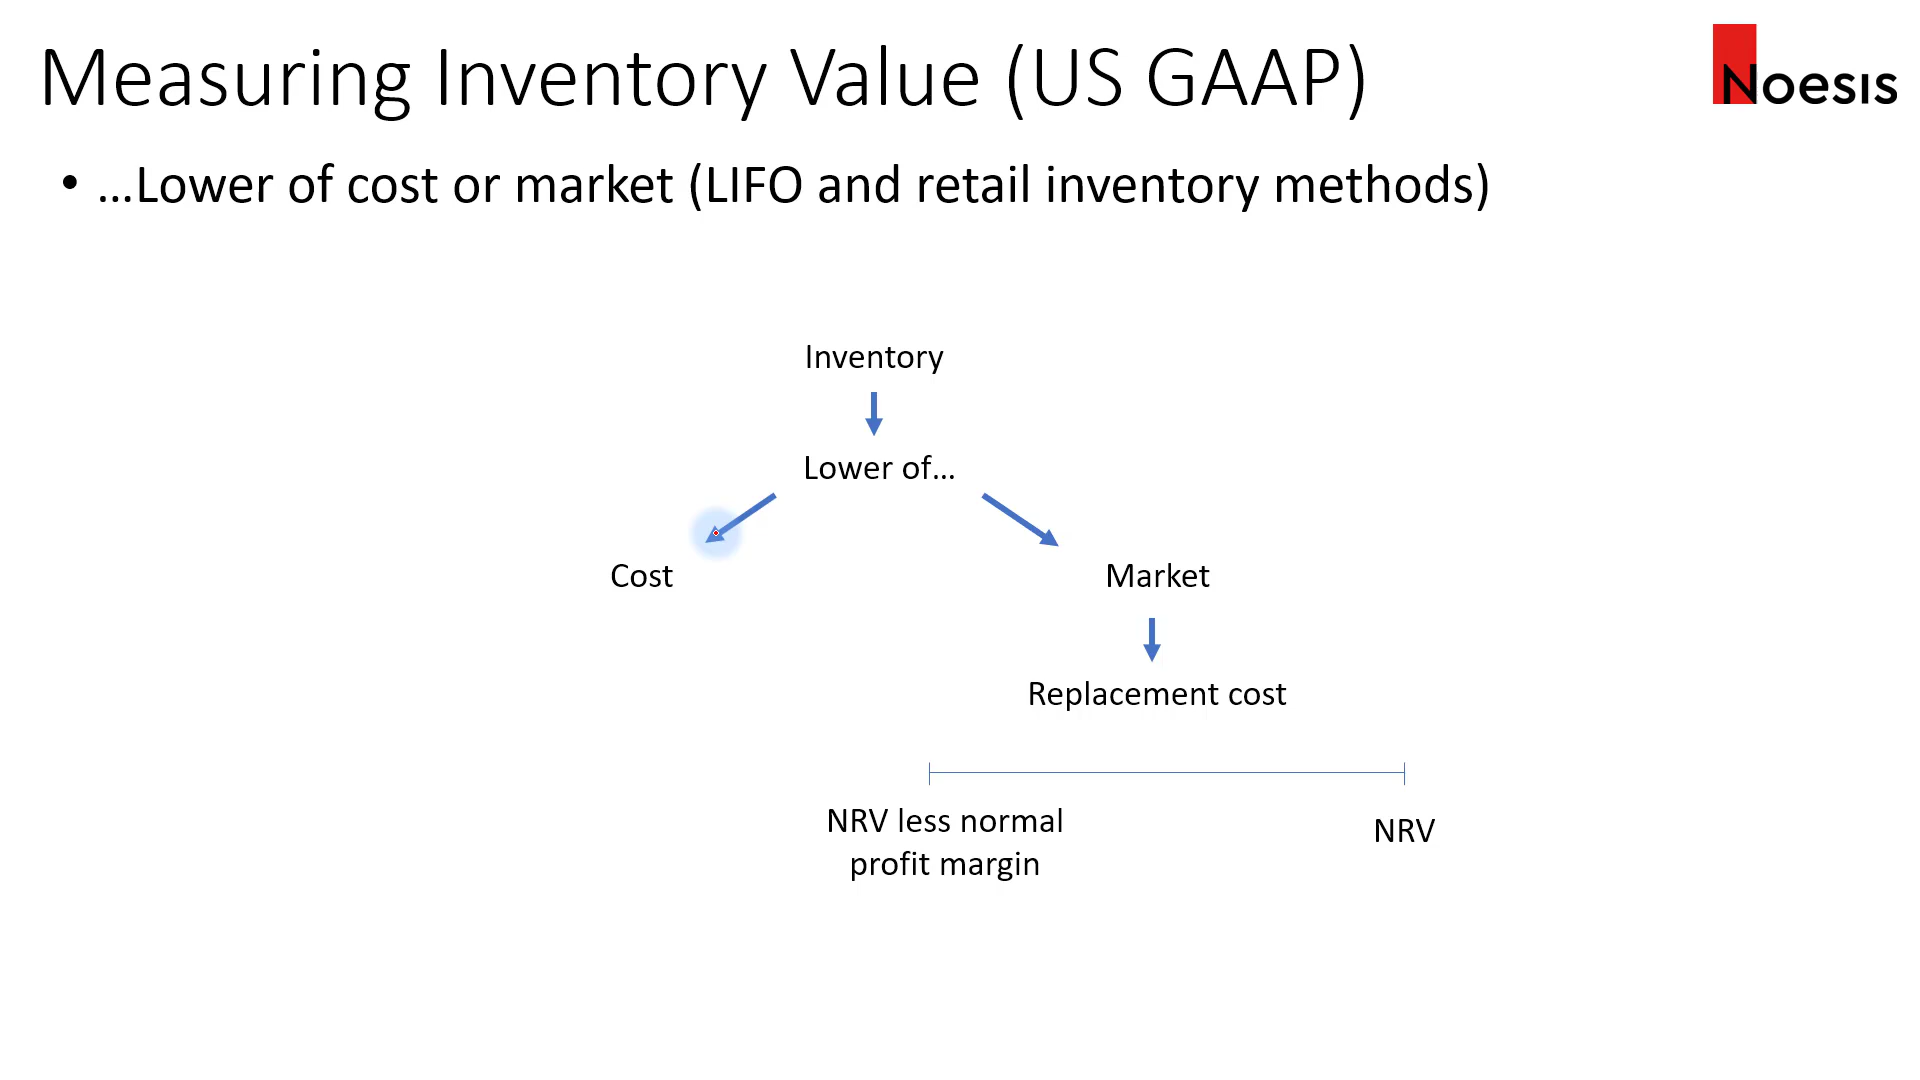 Measuring Inventory Value (US GAAP)
Noesis
• …Lower of cost or market (LIFO and retail inventory methods)
Inventory
Lower of…
Cost
Market
Replacement cost
NRV less normal
profit margin
NRV